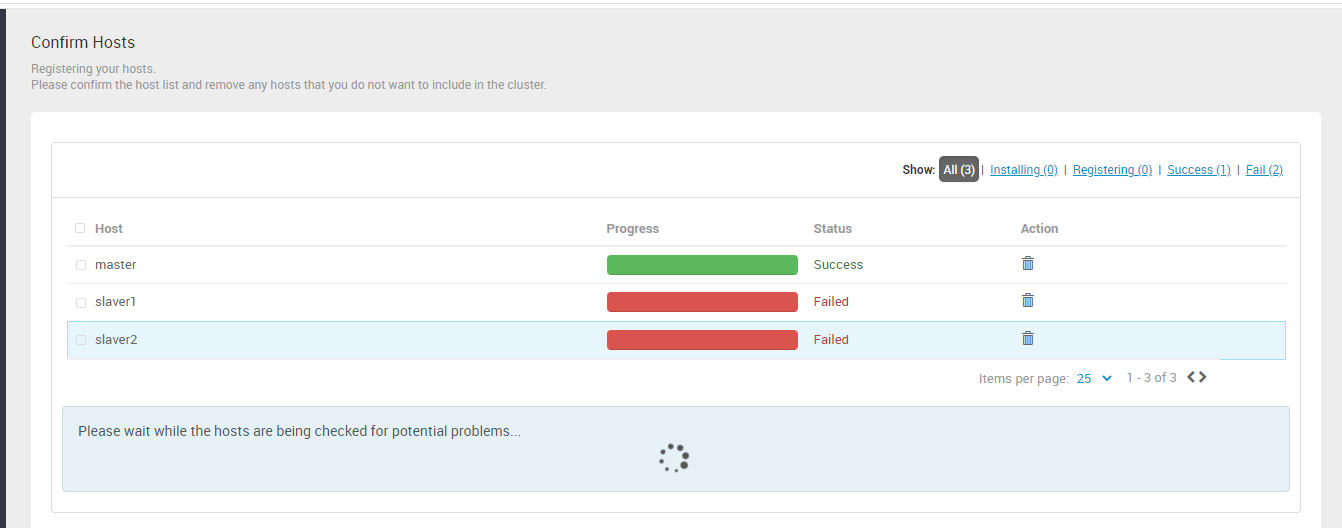 Confirm Hosts
Registering your hosts.
Please confirm the host list and remove any hosts that you do not want to include in the cluster.
Show: All (3) | Installing (0) | Registering (0) | Success (1) | Fail (2)
Host Progress Status Action
master Success
slaver1 Failed
slaver2 Failed
Items per page: 25 1 - 3 of 3
Please wait while the hosts are being checked for potential problems...